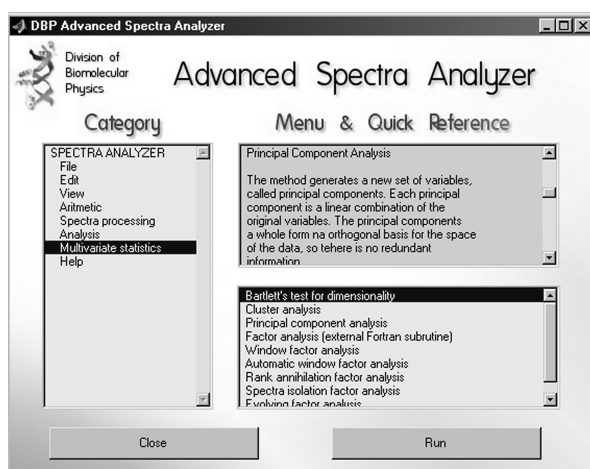 DBP Advanced Spectra Analyzer
Division of
Biomolecular
Physics
Advanced Spectra Analyzer
Category
Menu & Quick Reference
SPECTRA ANALYZER
File
Edit
View
Aritmetic
Spectra processing
Analysis
Multivariate statistics
Help
Principal Component Analysis
The method generates a new set of variables,
called principal components. Each principal
component is a linear combination of the
original variables. The principal components
a whole form na orthogonal basis for the space
of the data, so tehere is no redundant
information
Bartlett's test for dimensionality
Cluster analysis
Principal component analysis
Factor analysis (external Fortran subrutine)
Window factor analysis
Automatic window factor analysis
Rank annihilation factor analysis
Spectra isolation factor analysis
Evolving factor analysis
Close
Run